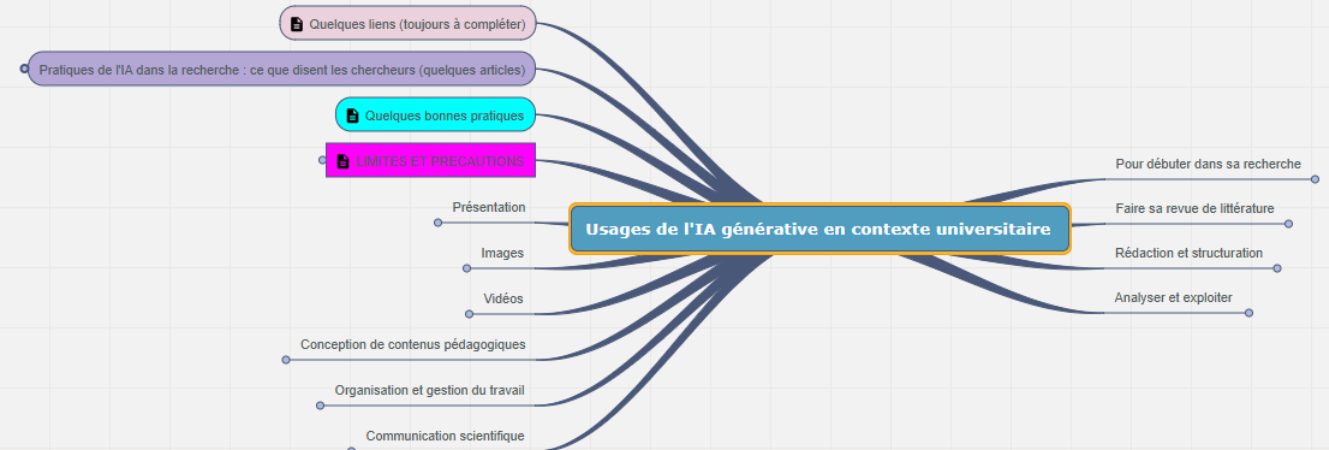 Quelques liens (toujours à compléter)
Pratiques de l'IA dans la recherche : ce que disent les chercheurs (quelques articles)
Quelques bonnes pratiques
LIMITES ET PRECAUTIONS
Présentation
Images
Vidéos
Conception de contenus pédagogiques
Organisation et gestion du travail
Communication scientifique
Usages de l'IA générative en contexte universitaire
Pour débuter dans sa recherche
Faire sa revue de littérature
Rédaction et structuration
Analyser et exploiter